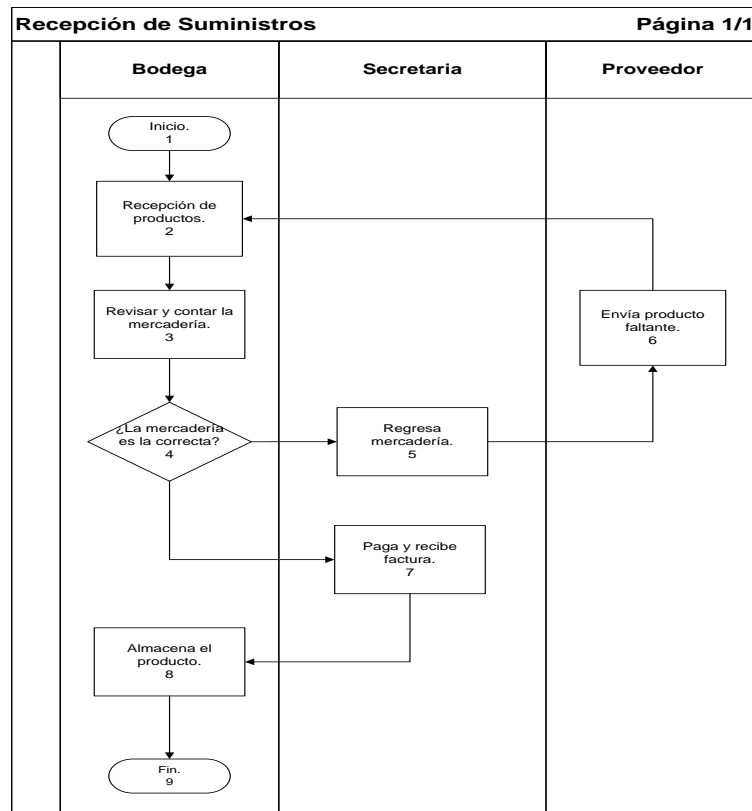 Recepción de Suministros Página 1/1
Bodega Secretaria Proveedor
Inicio.
1
Recepción de
productos.
2
Revisar y contar la
mercadería.
3
Envía producto
faltante.
6
¿La mercadería
es la correcta?
4
Regresa
mercadería.
5
Paga y recibe
factura.
7
Almacena el
producto.
8
Fin.
9